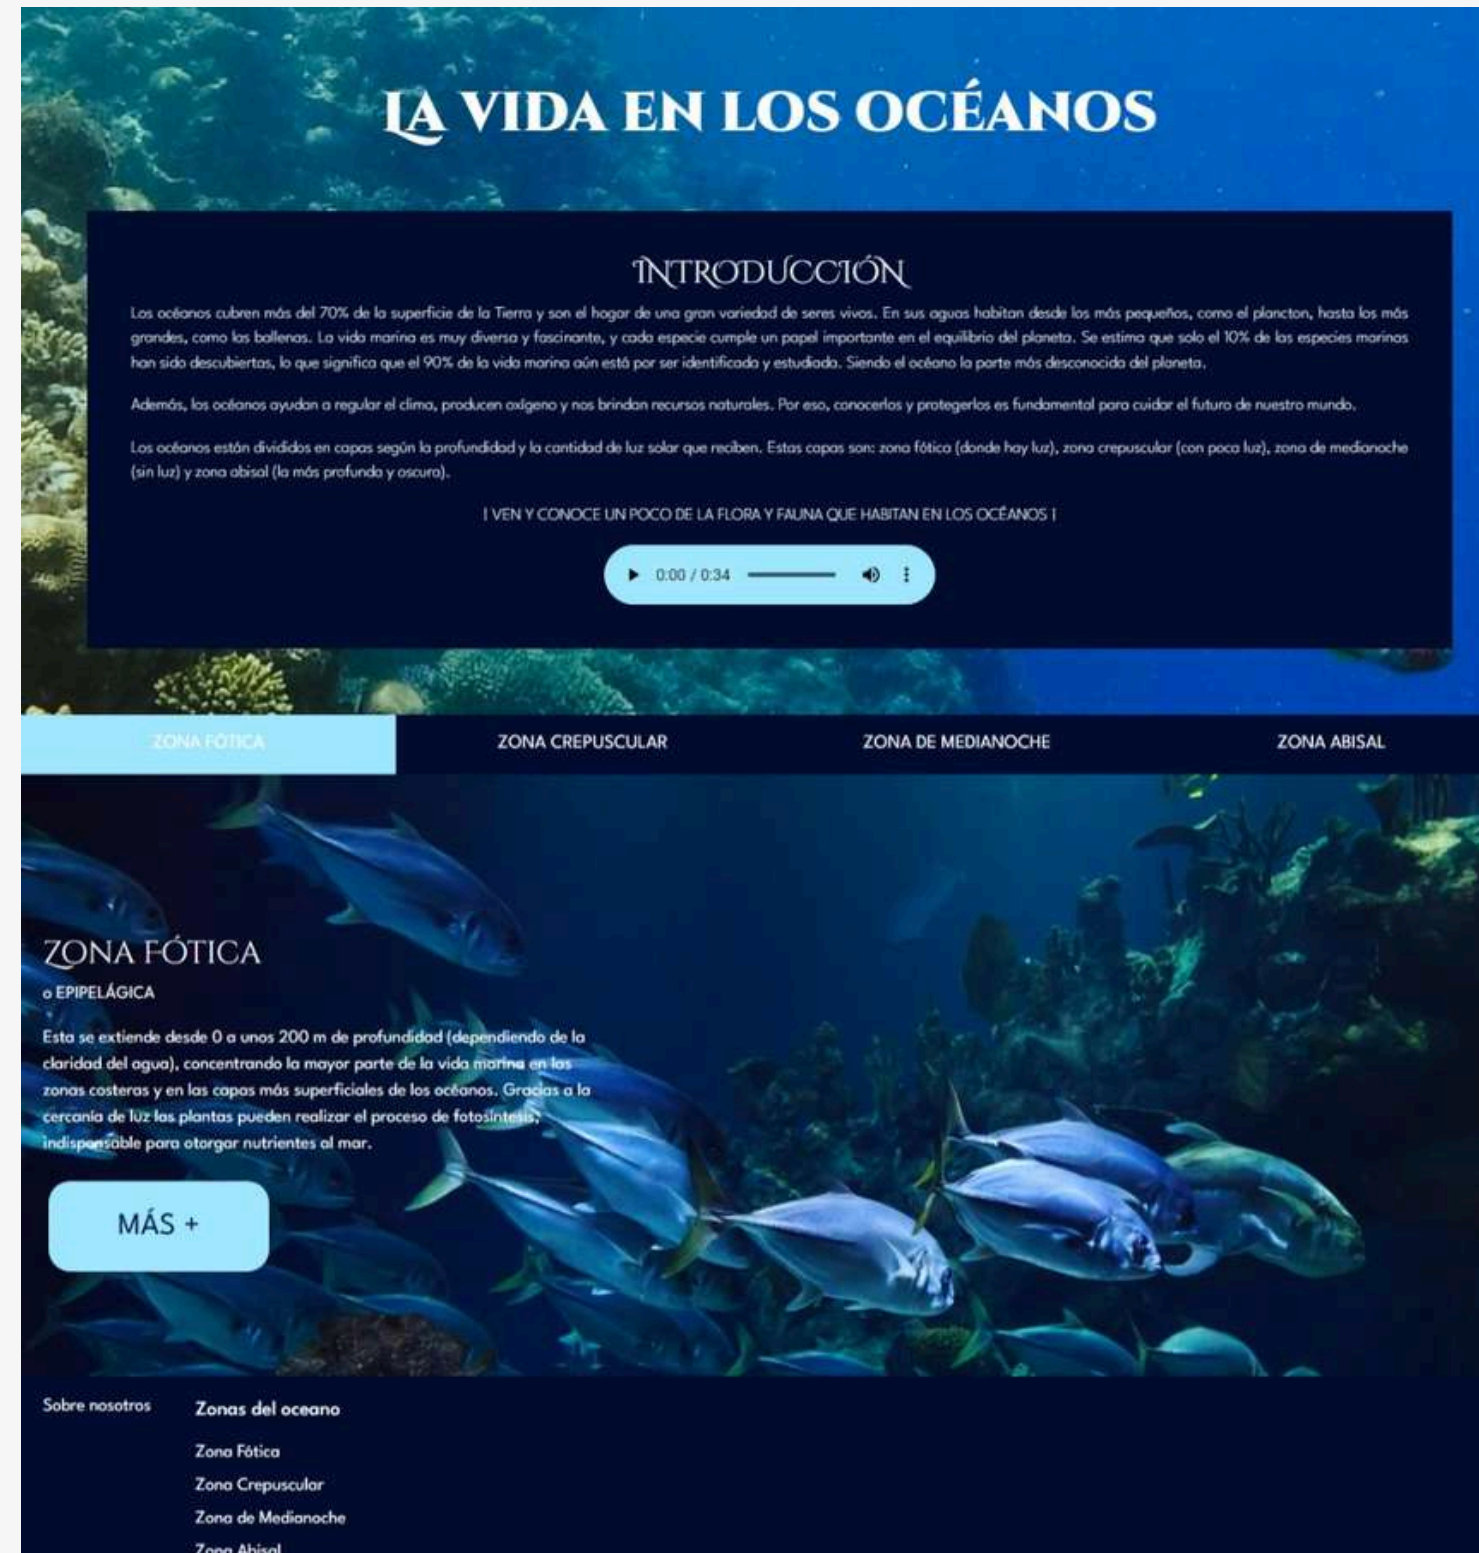 LA VIDA EN LOS OCÉANOS
INTRODUCCIÓN
Los océanos cubren más del 70% de la superficie de la Tierra y son el hogar de una gran variedad de seres vivos. En sus aguas habitan desde los más pequeños, como el plancton, hasta los más
grandes, como las ballenas. La vida marina es muy diversa y fascinante, y cada especie cumple un papel importante en el equilibrio del planeta. Se estima que solo el 10% de las especies marinas
han sido descubiertas, lo que significa que el 90% de la vida marina aún está por ser identificada y estudiada. Siendo el océano la parte más desconocida del planeta.
Además, los océanos ayudan a regular el clima, producen oxígeno y nos brindan recursos naturales. Por eso, conocerlos y protegerlos es fundamental para cuidar el futuro de nuestro mundo.
Los océanos están divididos en capas según la profundidad y la cantidad de luz solar que reciben. Estas capas son: zona fótica (donde hay luz), zona crepuscular (con poca luz), zona de medianoche
(sin luz) y zona abisal (la más profunda y oscura).
¡ VEN Y CONOCE UN POCO DE LA FLORA Y FAUNA QUE HABITAN EN LOS OCÉANOS !
0:00 / 0:34
ZONA FÓTICA ZONA CREPUSCULAR ZONA DE MEDIANOCHE ZONA ABISAL
ZONA FÓTICA
o EPIPELÁGICA
Esta se extiende desde 0 a unos 200 m de profundidad (dependiendo de la
claridad del agua), concentrando la mayor parte de la vida marina en las
zonas costeras y en las capas más superficiales de los océanos. Gracias a la
cercanía de luz las plantas pueden realizar el proceso de fotosíntesis,
indispensable para otorgar nutrientes al mar.
MÁS +
Sobre nosotros
Zonas del oceano
Zona Fótica
Zona Crepuscular
Zona de Medianoche
Zona Abisal